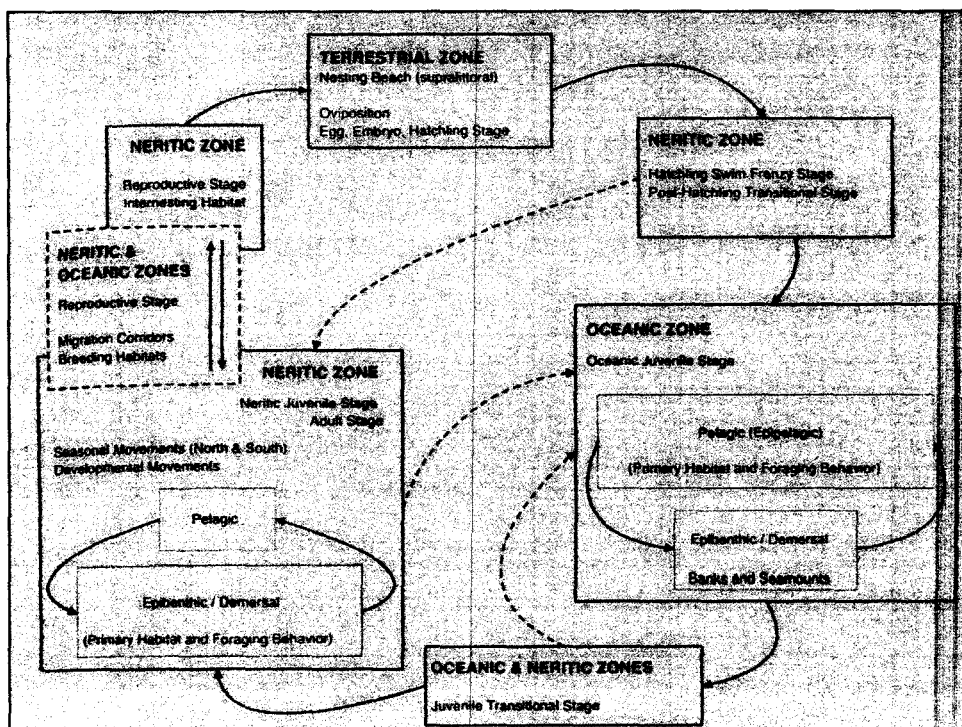 TERRESTRIAL ZONE
Nesting Beach (supralittoral)
Oviposition
Egg, Embryo, Hatchling Stage
NERITIC ZONE
Hatchling Swim Frenzy Stage
Post-Hatchling Transitional Stage
NERITIC ZONE
Reproductive Stage
Internesting Habitat
NERITIC &
OCEANIC ZONES
Reproductive Stage
Migration Corridors
Breeding Habitats
OCEANIC ZONE
Oceanic Juvenile Stage
Pelagic (Epipelagic)
(Primary Habitat and Foraging Behavior)
Epibenthic / Demersal
Banks and Seamounts
NERITIC ZONE
Neritic Juvenile Stage
Adult Stage
Seasonal Movements (North & South)
Developmental Movements
Pelagic
Epibenthic / Demersal
(Primary Habitat and Foraging Behavior)
OCEANIC & NERITIC ZONES
Juvenile Transitional Stage